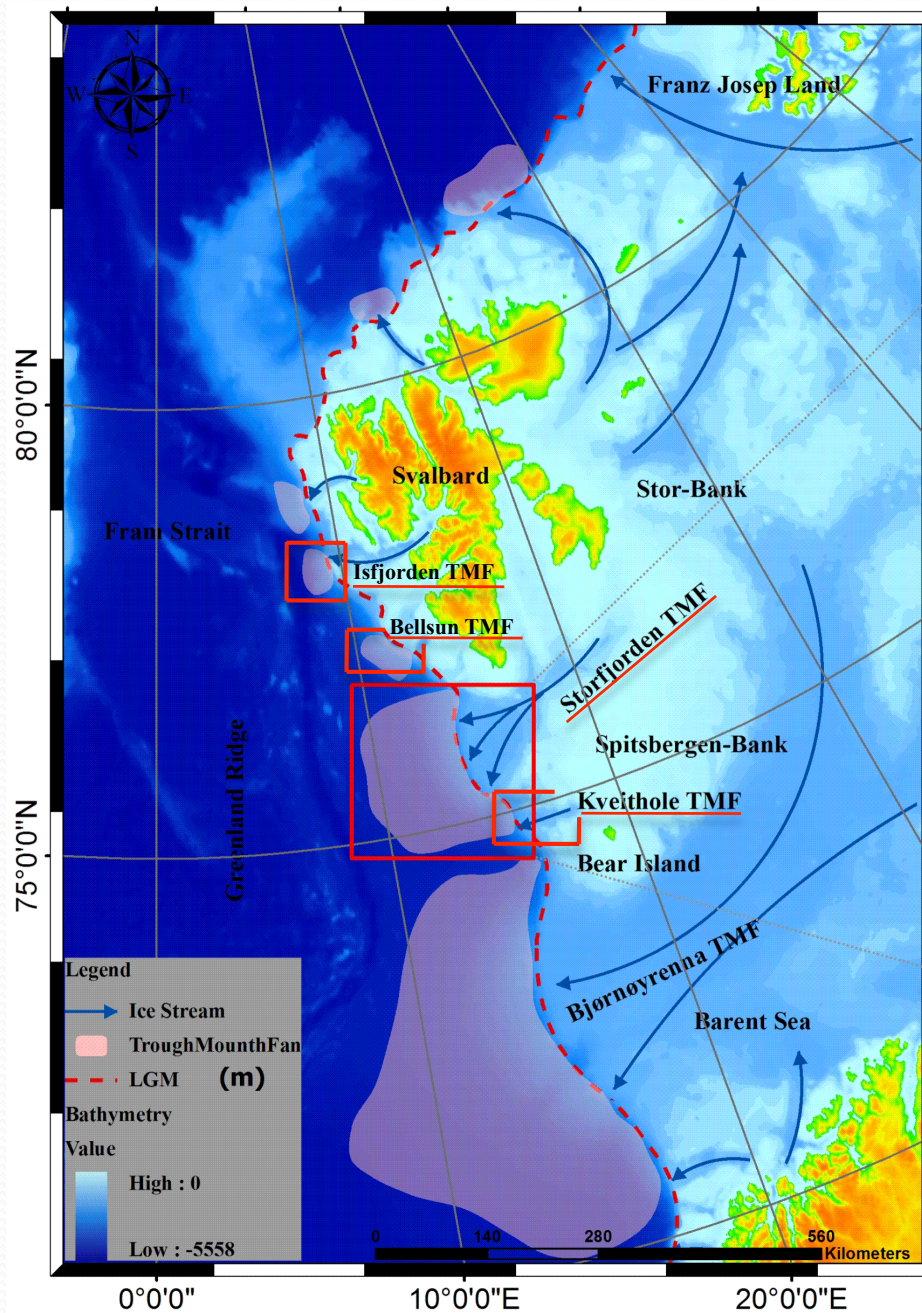 N
W
E
S
Franz Josep Land
Svalbard
Stor-Bank
Fram Strait
Isfjorden TMF
Bellsun TMF
Storfjorden TMF
Spitsbergen-Bank
Greenland Ridge
Kveithole TMF
Bear Island
Bjørnøyrenna TMF
Barent Sea
80°0'0"N
75°0'0"N
Legend
Ice Stream
TroughMounthFan
LGM (m)
Bathymetry
Value
High : 0
Low : -5558
0 140 280 560
Kilometers
0°0'0" 10°0'0"E 20°0'0"E